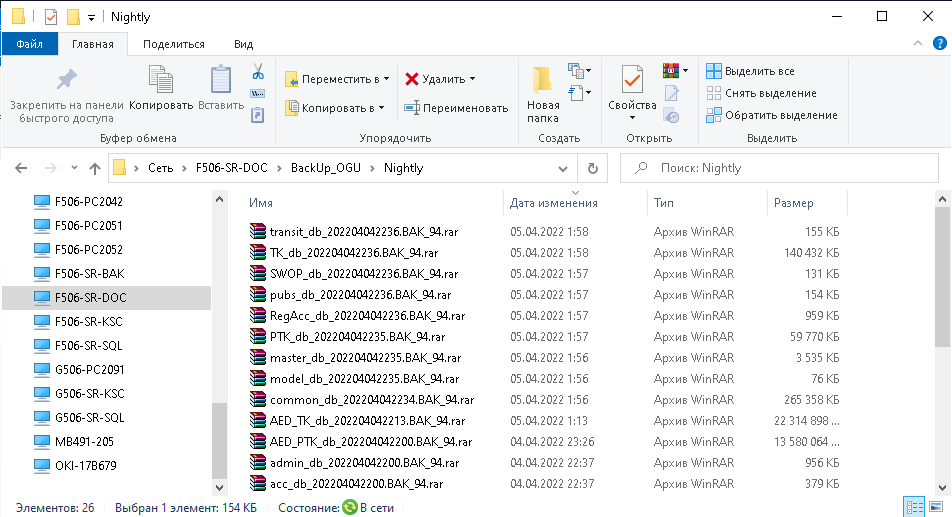 Nightly
Файл Главная Поделиться Вид
Закрепить на панели быстрого доступа
Копировать
Вставить
Переместить в
Копировать в
Удалить
Переименовать
Новая папка
Свойства
Выделить все
Снять выделение
Обратить выделение
Буфер обмена Упорядочить Создать Открыть Выделить
Сеть F506-SR-DOC BackUp_OGU Nightly
Поиск: Nightly
F506-PC2042
F506-PC2051
F506-PC2052
F506-SR-BAK
F506-SR-DOC
F506-SR-KSC
F506-SR-SQL
G506-PC2091
G506-SR-KSC
G506-SR-SQL
MB491-205
OKI-17B679
Имя Дата изменения Тип Размер
transit_db_202204042236.BAK_94.rar 05.04.2022 1:58 Архив WinRAR 155 КБ
TK_db_202204042236.BAK_94.rar 05.04.2022 1:58 Архив WinRAR 140 432 КБ
SWOP_db_202204042236.BAK_94.rar 05.04.2022 1:57 Архив WinRAR 131 КБ
pubs_db_202204042236.BAK_94.rar 05.04.2022 1:57 Архив WinRAR 154 КБ
RegAcc_db_202204042236.BAK_94.rar 05.04.2022 1:57 Архив WinRAR 959 КБ
PTK_db_202204042235.BAK_94.rar 05.04.2022 1:57 Архив WinRAR 59 770 КБ
master_db_202204042235.BAK_94.rar 05.04.2022 1:56 Архив WinRAR 3 535 КБ
model_db_202204042235.BAK_94.rar 05.04.2022 1:56 Архив WinRAR 76 КБ
common_db_202204042234.BAK_94.rar 05.04.2022 1:56 Архив WinRAR 265 358 КБ
AED_TK_db_202204042213.BAK_94.rar 05.04.2022 1:13 Архив WinRAR 22 314 898 ...
AED_PTK_db_202204042200.BAK_94.rar 04.04.2022 23:26 Архив WinRAR 13 580 064 ...
admin_db_202204042200.BAK_94.rar 04.04.2022 22:37 Архив WinRAR 956 КБ
acc_db_202204042200.BAK_94.rar 04.04.2022 22:37 Архив WinRAR 379 КБ
Элементов: 26 Выбран 1 элемент: 154 КБ Состояние: В сети